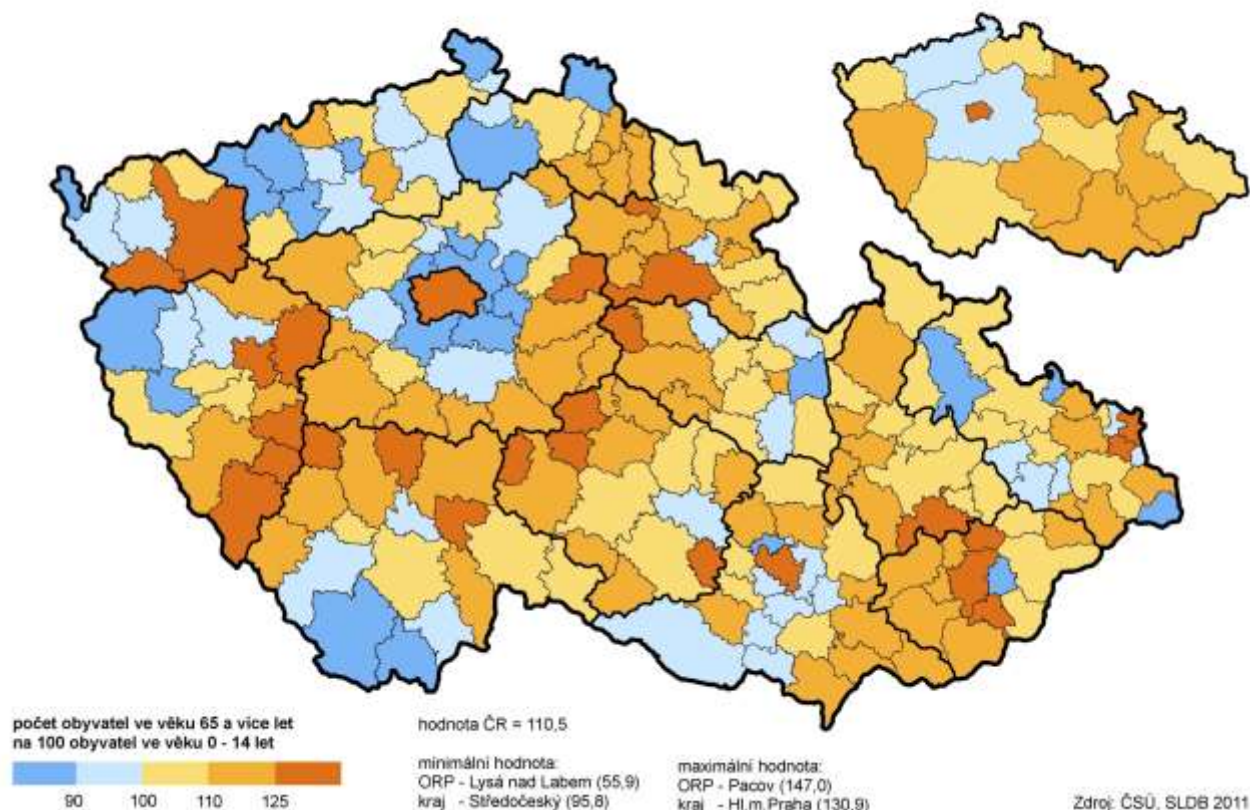 počet obyvatel ve věku 65 a více let
na 100 obyvatel ve věku 0 - 14 let
90 100 110 125
hodnota ČR = 110,5
minimální hodnota:
ORP - Lysá nad Labem (55,9)
kraj - Středočeský (95,8)
maximální hodnota:
ORP - Pacov (147,0)
kraj - Hl.m.Praha (130,9)
Zdroj: ČSÚ, SLDB 2011